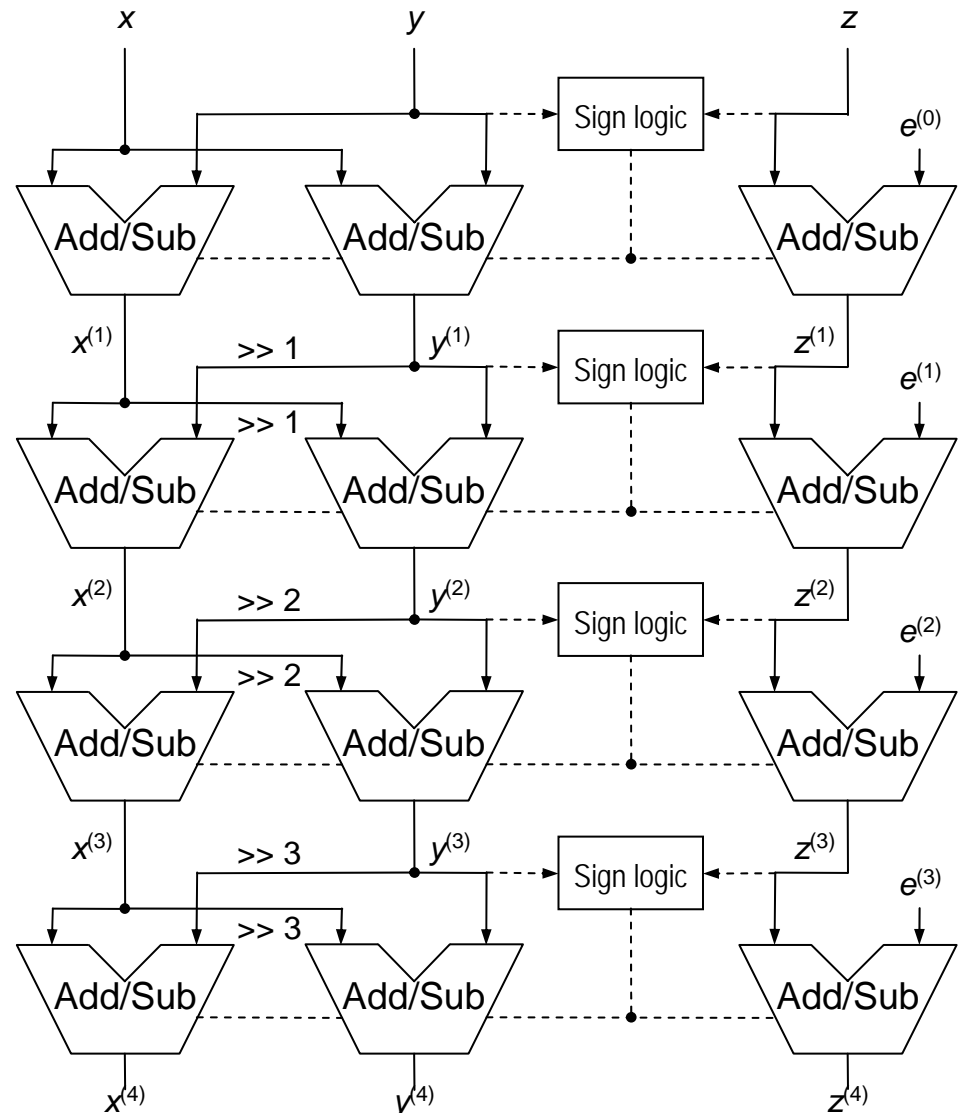 x y z
Sign logic
e(0)
Add/Sub Add/Sub Add/Sub
x(1) >> 1 y(1) z(1)
Sign logic
e(1)
>> 1
Add/Sub Add/Sub Add/Sub
x(2) >> 2 y(2) z(2)
Sign logic
e(2)
>> 2
Add/Sub Add/Sub Add/Sub
x(3) >> 3 y(3) z(3)
Sign logic
e(3)
>> 3
Add/Sub Add/Sub Add/Sub
x(4) y(4) z(4)